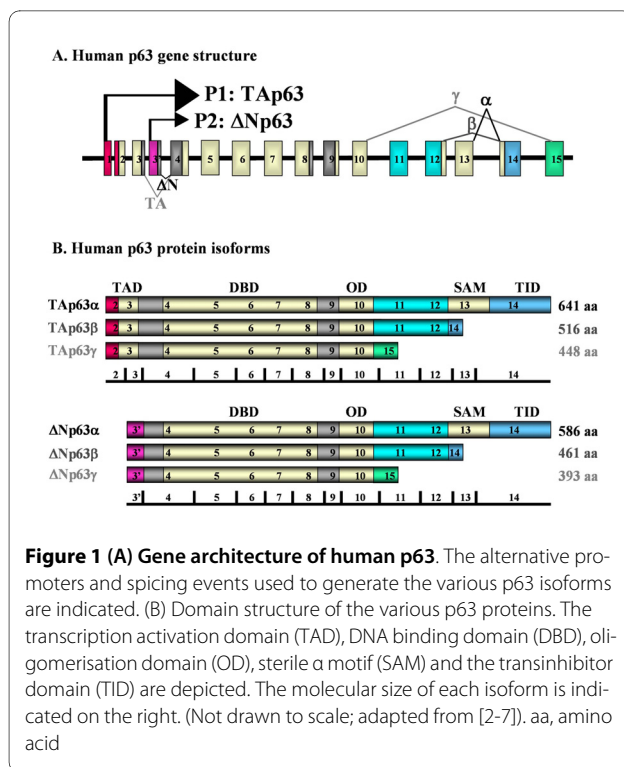 A. Human p63 gene structure
P1: TAp63
P2: ΔNp63
γ
α
β
1 2 3 3' 4 5 6 7 8 9 10 11 12 13 14 15
ΔN
TA
B. Human p63 protein isoforms
TAD DBD OD SAM TID
TAp63α 2 3 4 5 6 7 8 9 10 11 12 13 14 641 aa
TAp63β 2 3 4 5 6 7 8 9 10 11 12 14 516 aa
TAp63γ 2 3 4 5 6 7 8 9 10 15 448 aa
2 3 4 5 6 7 8 9 10 11 12 13 14
DBD OD SAM TID
ΔNp63α 3' 4 5 6 7 8 9 10 11 12 13 14 586 aa
ΔNp63β 3' 4 5 6 7 8 9 10 11 12 14 461 aa
ΔNp63γ 3' 4 5 6 7 8 9 10 15 393 aa
3' 4 5 6 7 8 9 10 11 12 13 14
Figure 1 (A) Gene architecture of human p63. The alternative pro-
moters and spicing events used to generate the various p63 isoforms
are indicated. (B) Domain structure of the various p63 proteins. The
transcription activation domain (TAD), DNA binding domain (DBD), oli-
gomerisation domain (OD), sterile α motif (SAM) and the transinhibitor
domain (TID) are depicted. The molecular size of each isoform is indi-
cated on the right. (Not drawn to scale; adapted from [2-7]). aa, amino
acid